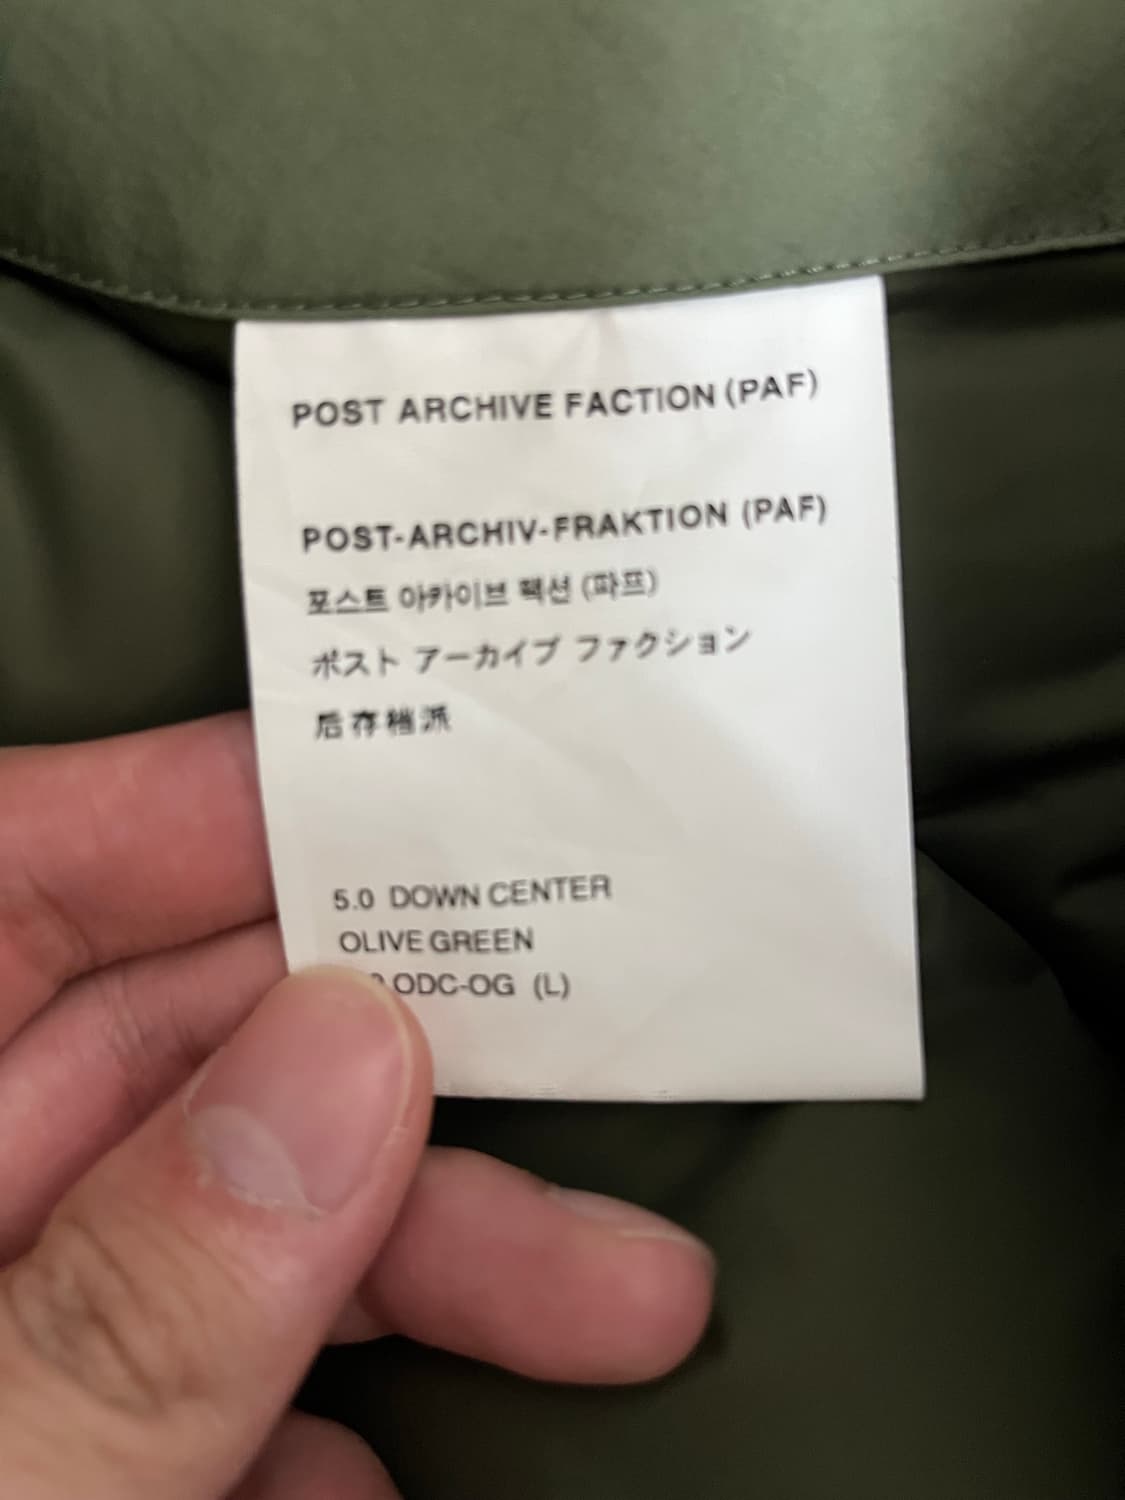 POST ARCHIVE FACTION (PAF)
POST-ARCHIV-FRAKTION (PAF)
포스트 아카이브 팩션 (파프)
ポスト アーカイブ ファクション
后存档派
5.0 DOWN CENTER
OLIVE GREEN
ODC-OG (L)